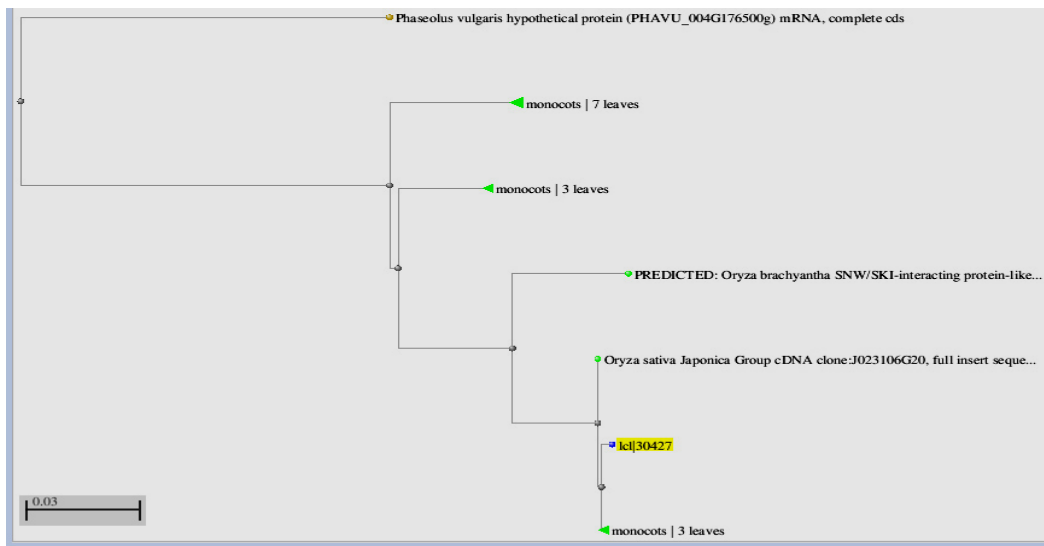 Phaseolus vulgaris hypothetical protein (PHAVU_004G176500g) mRNA, complete cds
monocots | 7 leaves
monocots | 3 leaves
PREDICTED: Oryza brachyantha SNW/SKI-interacting protein-like...
Oryza sativa Japonica Group cDNA clone:J023106G20, full insert seque...
lcl|30427
0.03
monocots | 3 leaves